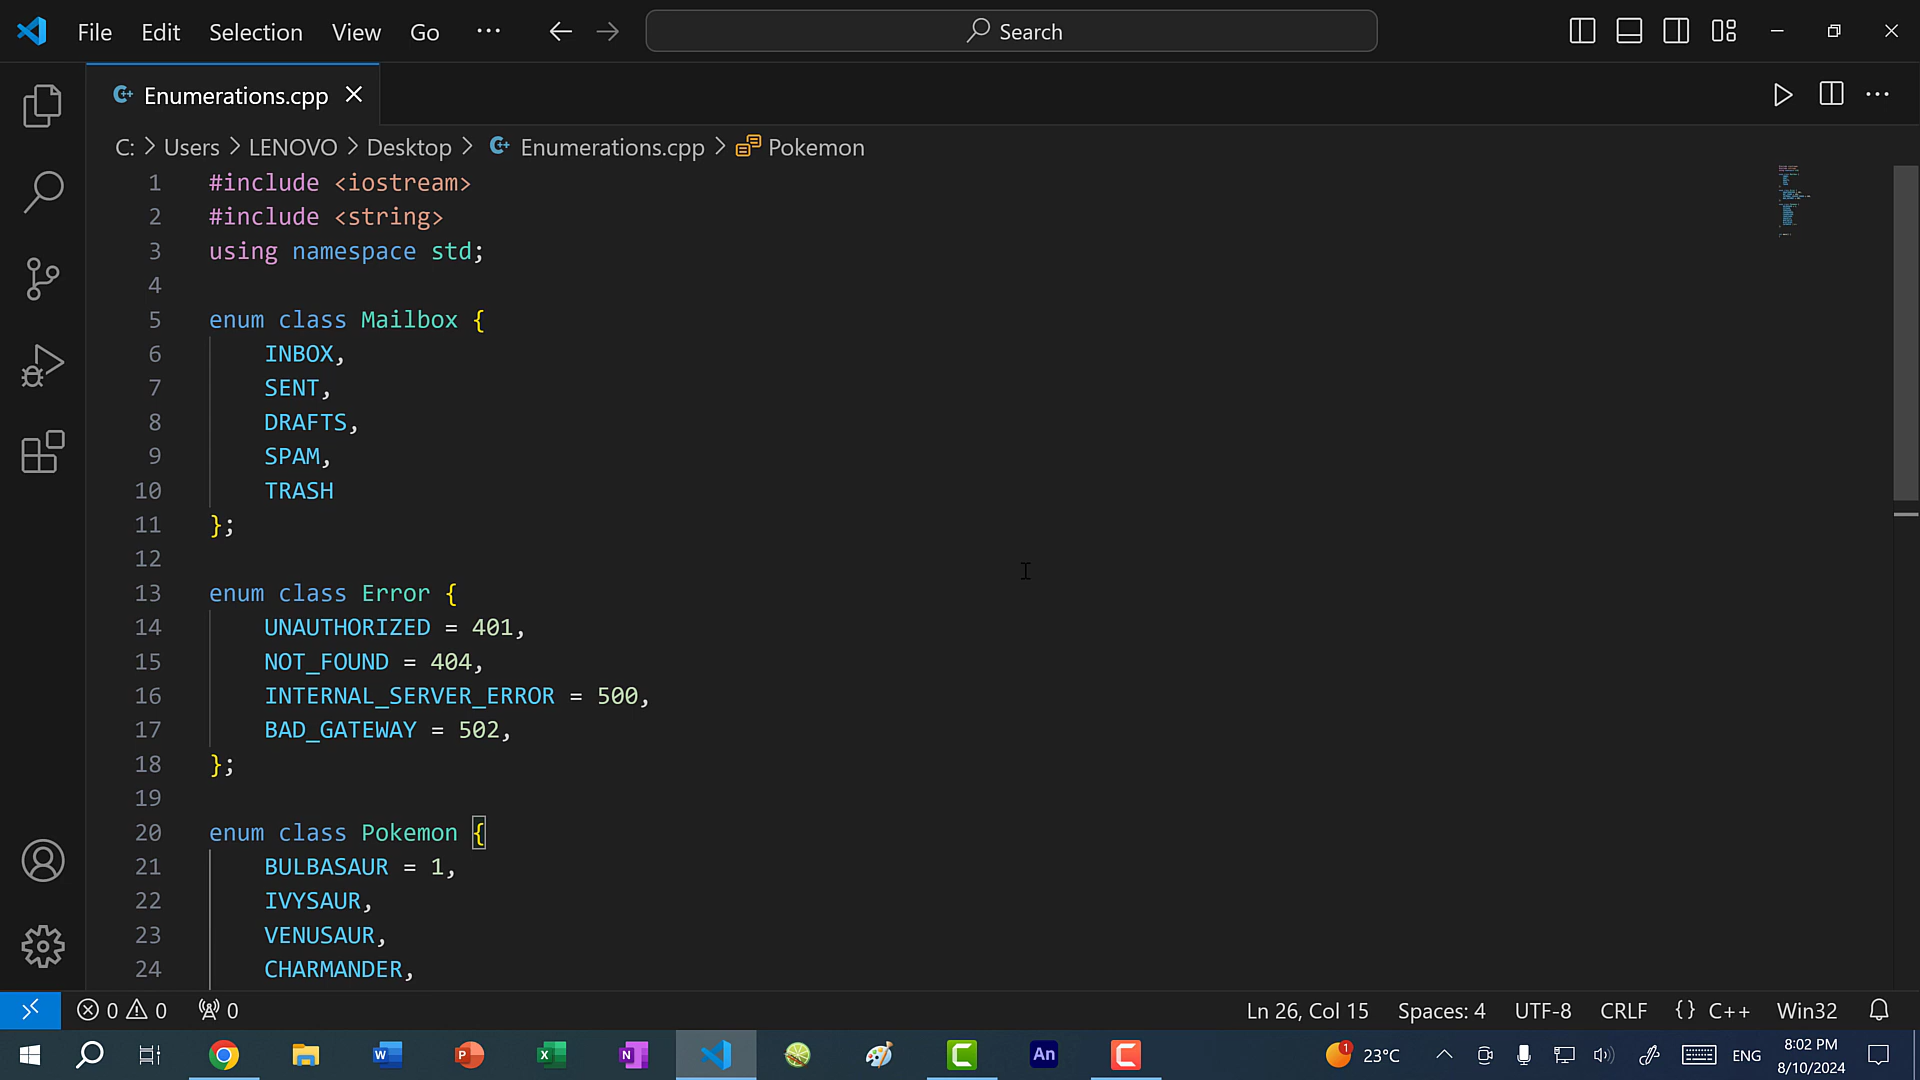 File Edit Selection View Go ··· Search
Enumerations.cpp
C: > Users > LENOVO > Desktop > Enumerations.cpp > Pokemon
1 #include <iostream>
2 #include <string>
3 using namespace std;
4
5 enum class Mailbox {
6 INBOX,
7 SENT,
8 DRAFTS,
9 SPAM,
10 TRASH
11 };
12
13 enum class Error {
14 UNAUTHORIZED = 401,
15 NOT_FOUND = 404,
16 INTERNAL_SERVER_ERROR = 500,
17 BAD_GATEWAY = 502,
18 };
19
20 enum class Pokemon {
21 BULBASAUR = 1,
22 IVYSAUR,
23 VENUSAUR,
24 CHARMANDER,
0 0 0 Ln 26, Col 15 Spaces: 4 UTF-8 CRLF {} C++ Win32
W P X N An C 1 23°C ENG 8:02 PM
8/10/2024